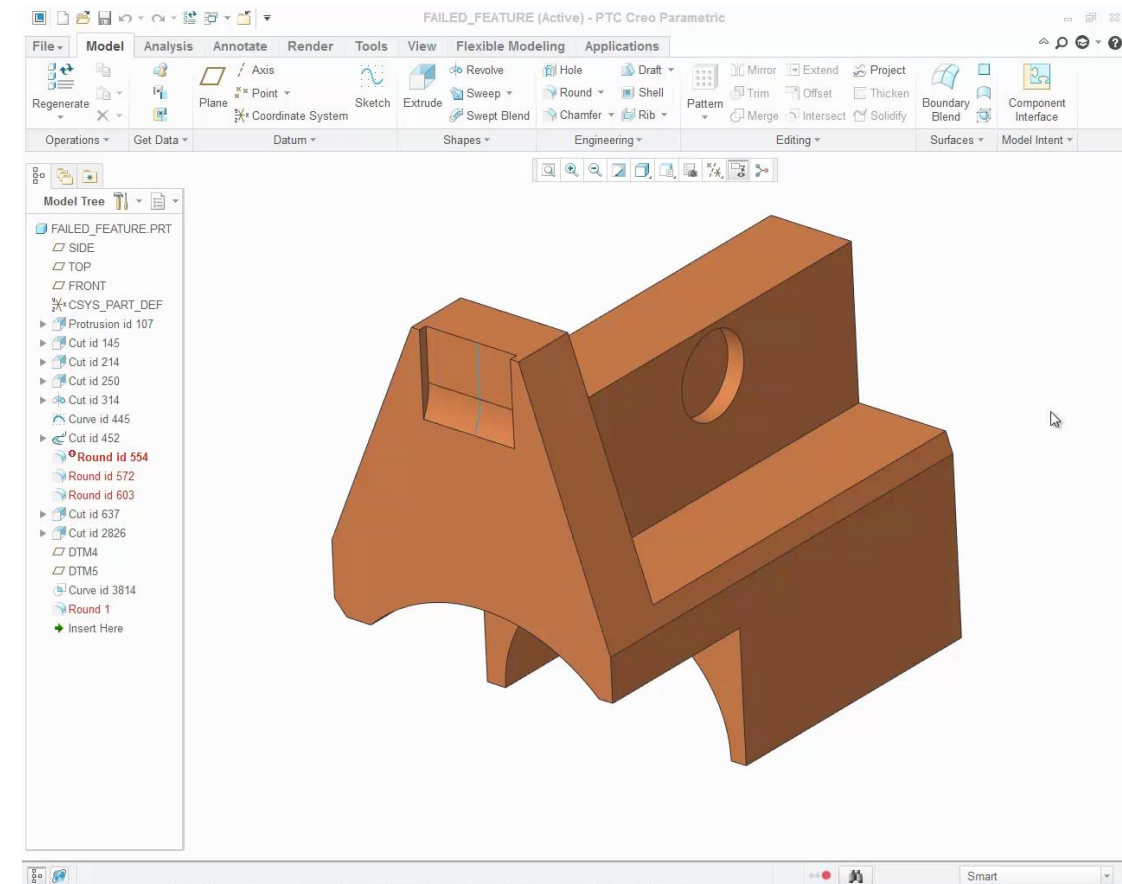 FAILED_FEATURE (Active) - PTC Creo Parametric
File Model Analysis Annotate Render Tools View Flexible Modeling Applications
Regenerate
Operations
Get Data
Plane
Axis
Point
Coordinate System
Sketch
Datum
Extrude
Revolve
Sweep
Swept Blend
Shapes
Hole Draft
Round Shell
Chamfer Rib
Engineering
Pattern
Mirror Extend Project
Trim Offset Thicken
Merge Intersect Solidify
Editing
Boundary
Blend
Surfaces
Component
Interface
Model Intent
Model Tree
FAILED_FEATURE.PRT
SIDE
TOP
FRONT
CSYS_PART_DEF
Protrusion id 107
Cut id 145
Cut id 214
Cut id 250
Cut id 314
Curve id 445
Cut id 452
Round id 554
Round id 572
Round id 603
Cut id 637
Cut id 2826
DTM4
DTM5
Curve id 3814
Round 1
Insert Here
Smart